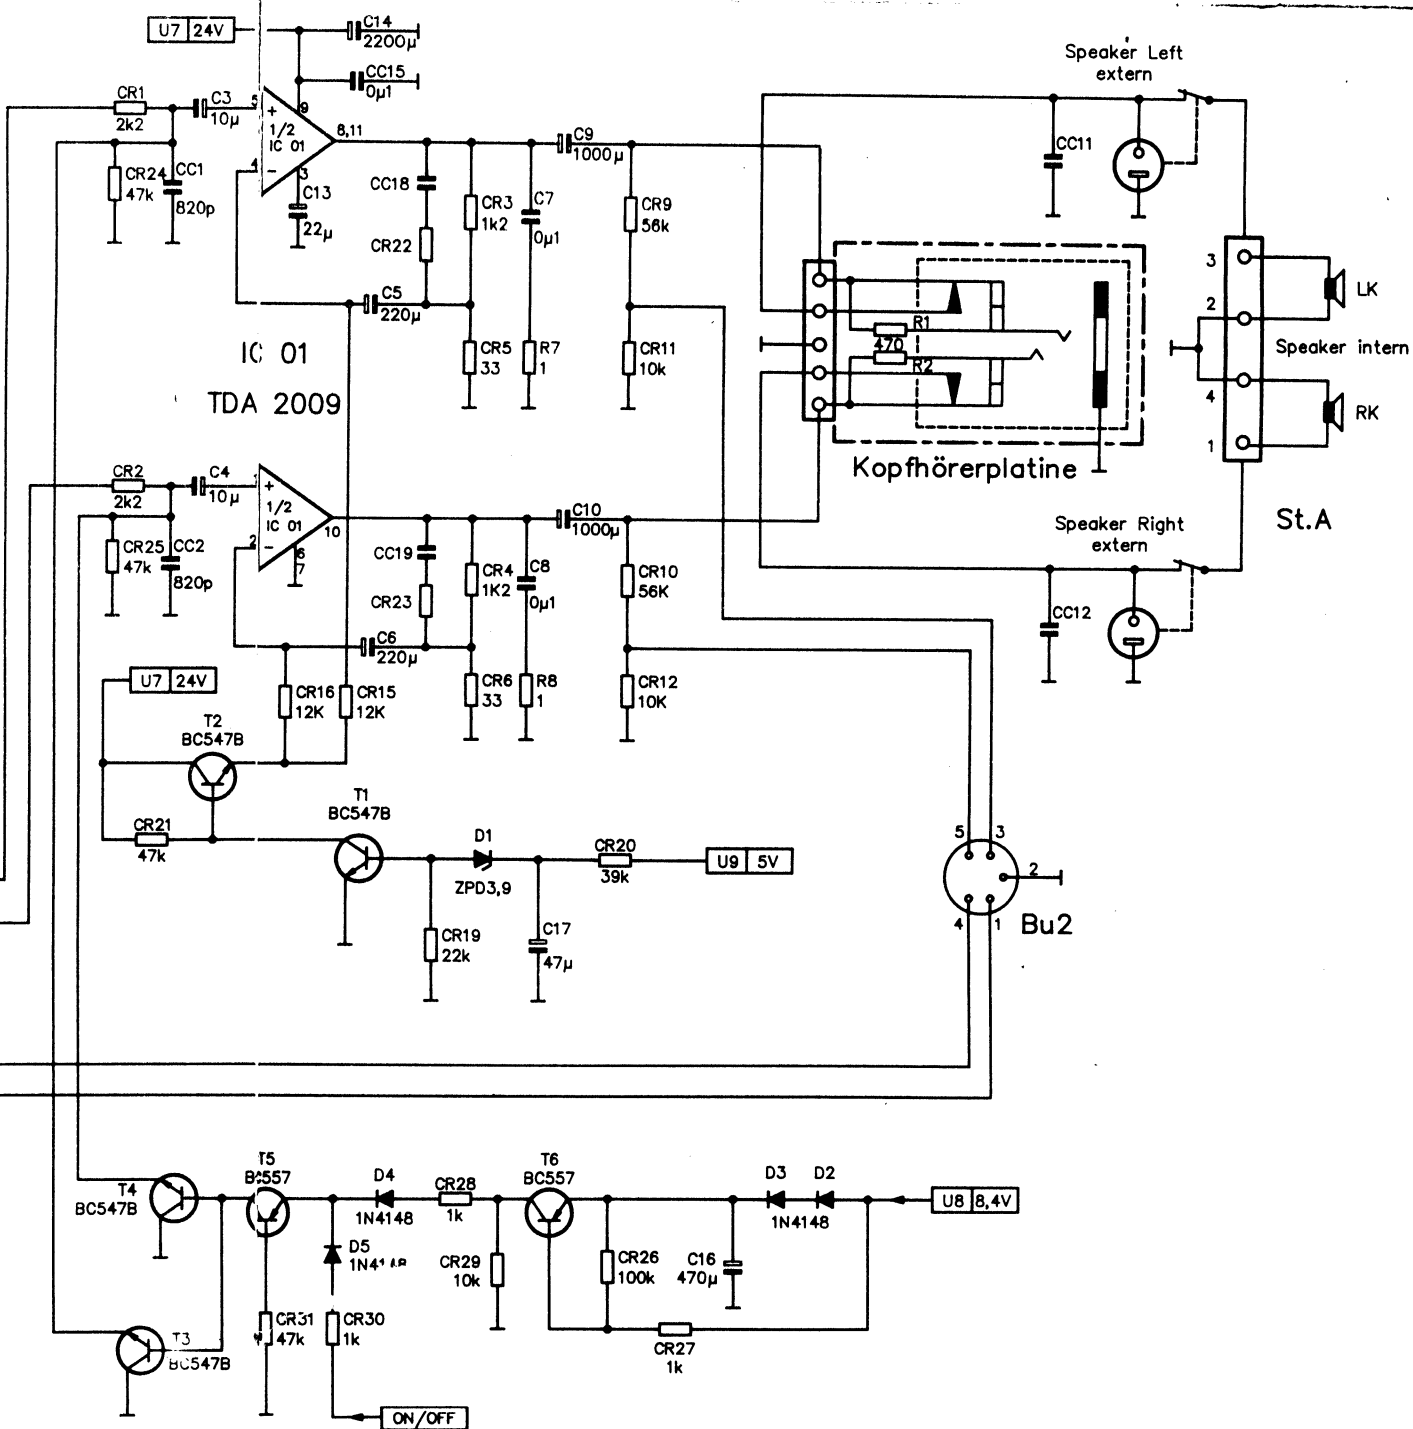 U7 24V
C14
2200µ
CC15
0µ1
Speaker Left
extern
CR1
2k2
C3
10µ
5
+
9
1/2
IC 01
8,11
4
-
3
C13
22µ
CR24
47k
CC1
820p
CC18
CR22
CR3
1k2
C7
0µ1
C9
1000µ
CR9
56k
CC11
C5
220µ
CR5
33
R7
1
CR11
10k
R1
470
R2
Kopfhörerplatine
3
2
4
1
LK
Speaker intern
RK
St.A
IC 01
TDA 2009
CR2
2k2
C4
10µ
1
+
1/2
IC 01
10
2
-
6
7
CR25
47k
CC2
820p
CC19
CR23
CR4
1K2
C8
0µ1
C10
1000µ
CR10
56K
Speaker Right
extern
CC12
C6
220µ
CR6
33
R8
1
CR12
10K
U7 24V
CR16
12K
CR15
12K
T2
BC547B
CR21
47k
T1
BC547B
D1
ZPD3,9
CR20
39k
U9 5V
CR19
22k
C17
47µ
5
3
2
4
1
Bu2
T4
BC547B
T5
BC557
D4
1N4148
CR28
1k
T6
BC557
D3
D2
1N4148
U8 8,4V
D5
1N4148
CR29
10k
CR26
100k
C16
470µ
CR31
47k
CR30
1k
CR27
1k
T3
BC547B
ON/OFF